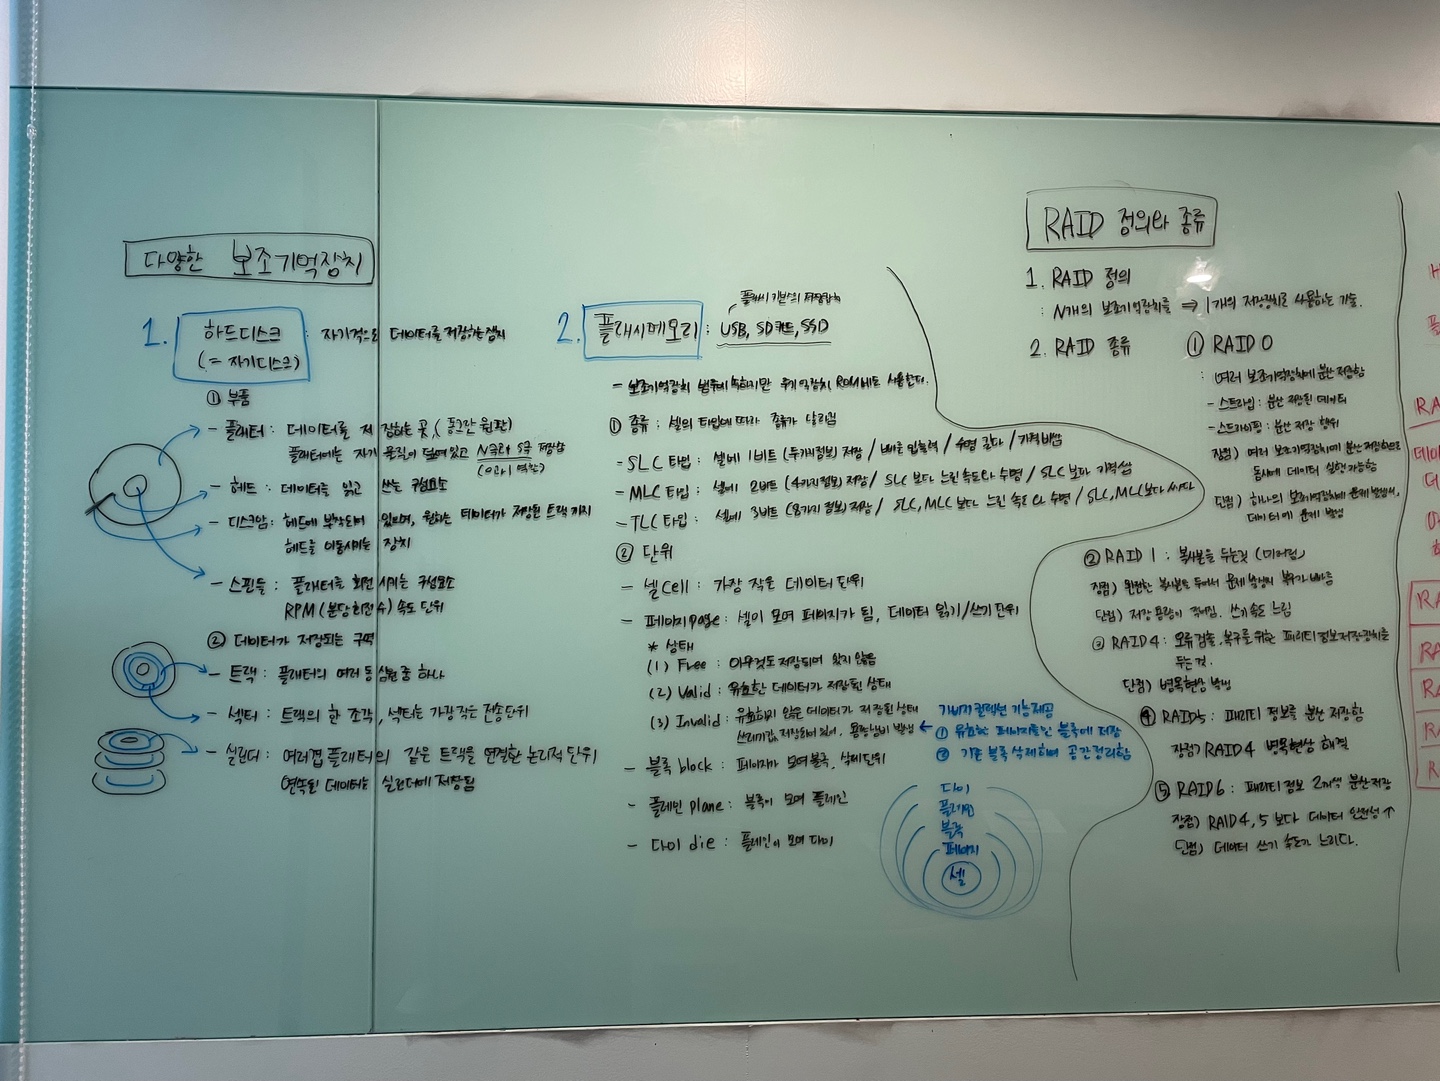 다양한 보조기억장치
1. 하드디스크 : 자기적으로 데이터를 저장하는 장치
(= 자기디스크)
① 부품
- 플래터 : 데이터를 저장하는 곳, (동그란 원판)
플래터에는 자기 물질이 덮여있고 N극과 S극 저장함
(0과 1 역할)
- 헤드 : 데이터를 읽고 쓰는 구성요소
- 디스크암 : 헤드에 부착되어 있으며, 원하는 데이터가 저장된 트랙까지
헤드를 이동시키는 장치
- 스핀들 : 플래터를 회전시키는 구성요소
RPM (분당회전수) 속도 단위
② 데이터가 저장되는 구역
- 트랙 : 플래터의 여러 동심원 중 하나
- 섹터 : 트랙의 한 조각, 섹터는 가장 작은 전송단위
- 실린더 : 여러겹 플래터의 같은 트랙을 연결한 논리적 단위
연속된 데이터는 실린더에 저장됨
플래시 기반의 저장장치
2. 플래시메모리 : USB, SD카드, SSD
- 보조기억장치 범주에 속하지만 주기억장치 ROM에도 사용한다.
① 종류 : 셀의 타입에 따라 종류가 나뉘짐
- SLC 타입 : 셀에 1비트 (두가지정보) 저장 / 빠른 입출력 / 수명 길다 / 가격비쌈
- MLC 타입 : 셀에 2비트 (4가지정보) 저장 / SLC 보다 느린 속도와 수명 / SLC 보다 가격쌈
- TLC 타입 : 셀에 3비트 (8가지 정보) 저장 / SLC, MLC 보다 느린 속도와 수명 / SLC, MLC보다 싸다
② 단위
- 셀 cell : 가장 작은 데이터 단위
- 페이지 page : 셀이 모여 페이지가 됨, 데이터 읽기/쓰기 단위
* 상태
(1) Free : 아무것도 저장되어 있지 않음
(2) Valid : 유효한 데이터가 저장된 상태
(3) Invalid : 유효하지 않은 데이터가 저장된 상태
쓰레기값 저장되어 있어, 용량낭비 발생 ←
가비지 컬렉션 기능제공
① 유효한 페이지들만 블록에 저장
② 기존 블록 삭제하며 공간정리함
- 블록 block : 페이지가 모여 블록, 삭제 단위
- 플레인 plane : 블록이 모여 플레인
- 다이 die : 플레인이 모여 다이
다이
플레인
블록
페이지
셀
RAID 정의와 종류
1. RAID 정의
: N개의 보조기억장치를 ⇒ 1개의 저장장치로 사용하는 기술.
2. RAID 종류 ① RAID 0
: 여러 보조기억장치에 분산 저장함
- 스트라입 : 분산 저장된 데이터
- 스트라이핑 : 분산 저장 행위
장점) 여러 보조기억장치에 분산 저장하므로
동시에 데이터 실행 가능함
단점) 하나의 보조기억장치에 문제 발생시,
데이터에 문제 발생
② RAID 1 : 복사본을 두는것 (미러링)
장점) 완전한 복사본을 두어서 문제 발생시 복구가 빠름
단점) 저장 용량이 적어짐. 쓰기 속도 느림
③ RAID 4 : 오류 검출, 복구를 위한 패리티 정보 저장장치를
두는 것.
단점) 병목현상 발생
④ RAID5 : 패리티 정보를 분산 저장함
장점) RAID 4 병목현상 해결
⑤ RAID 6 : 패리티 정보 2개씩 분산저장
장점) RAID 4, 5 보다 데이터 안전성 ↑
단점) 데이터 쓰기 속도가 느리다.